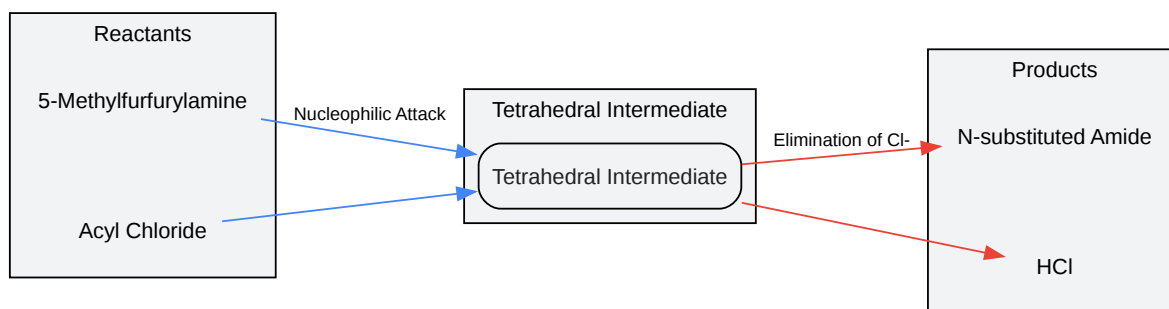 Reactants
5-Methylfurfurylamine
Acyl Chloride
Nucleophilic Attack
Tetrahedral Intermediate
Tetrahedral Intermediate
Elimination of Cl-
Products
N-substituted Amide
HCl